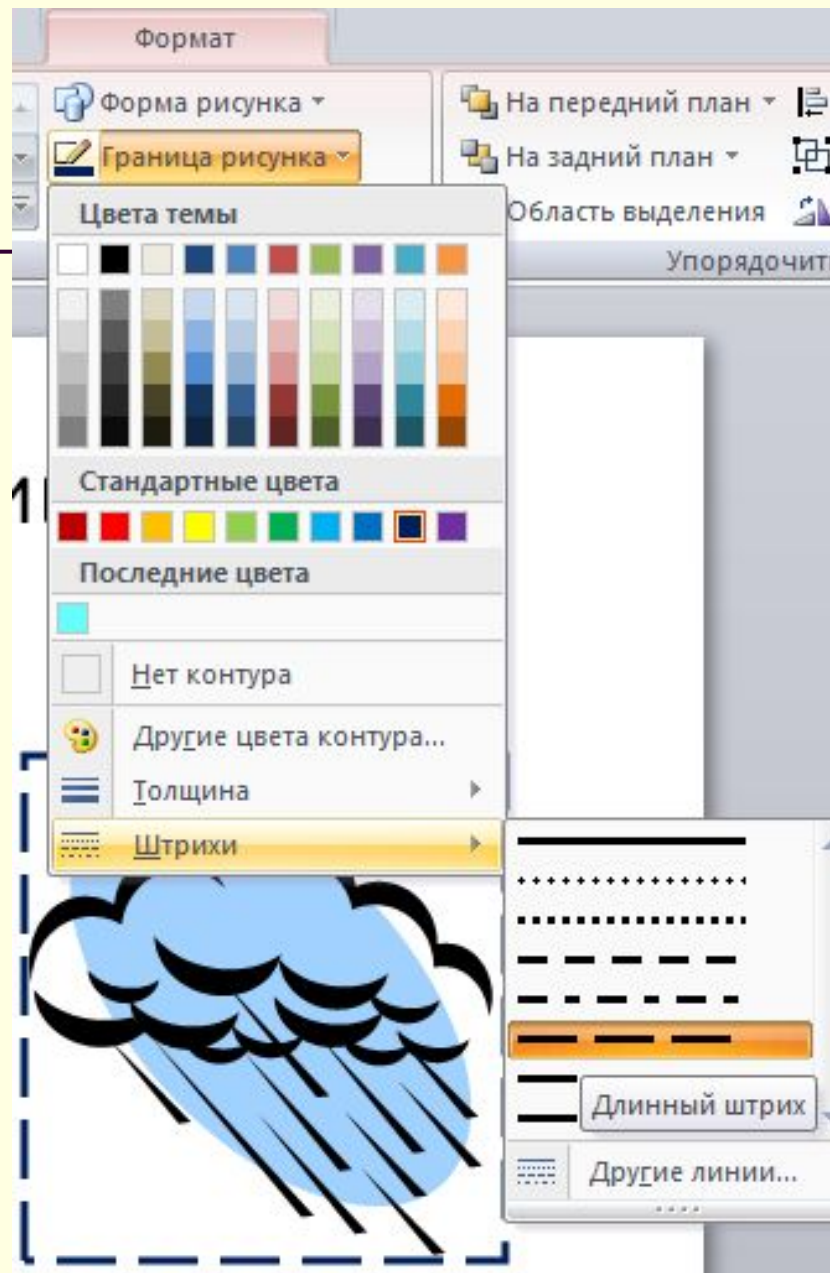 Формат
Форма рисунка
На передний план
Граница рисунка
На задний план
Область выделения
Упорядочить
Цвета темы
Стандартные цвета
Последние цвета
Нет контура
Другие цвета контура...
Толщина
Штрихи
Длинный штрих
Другие линии...